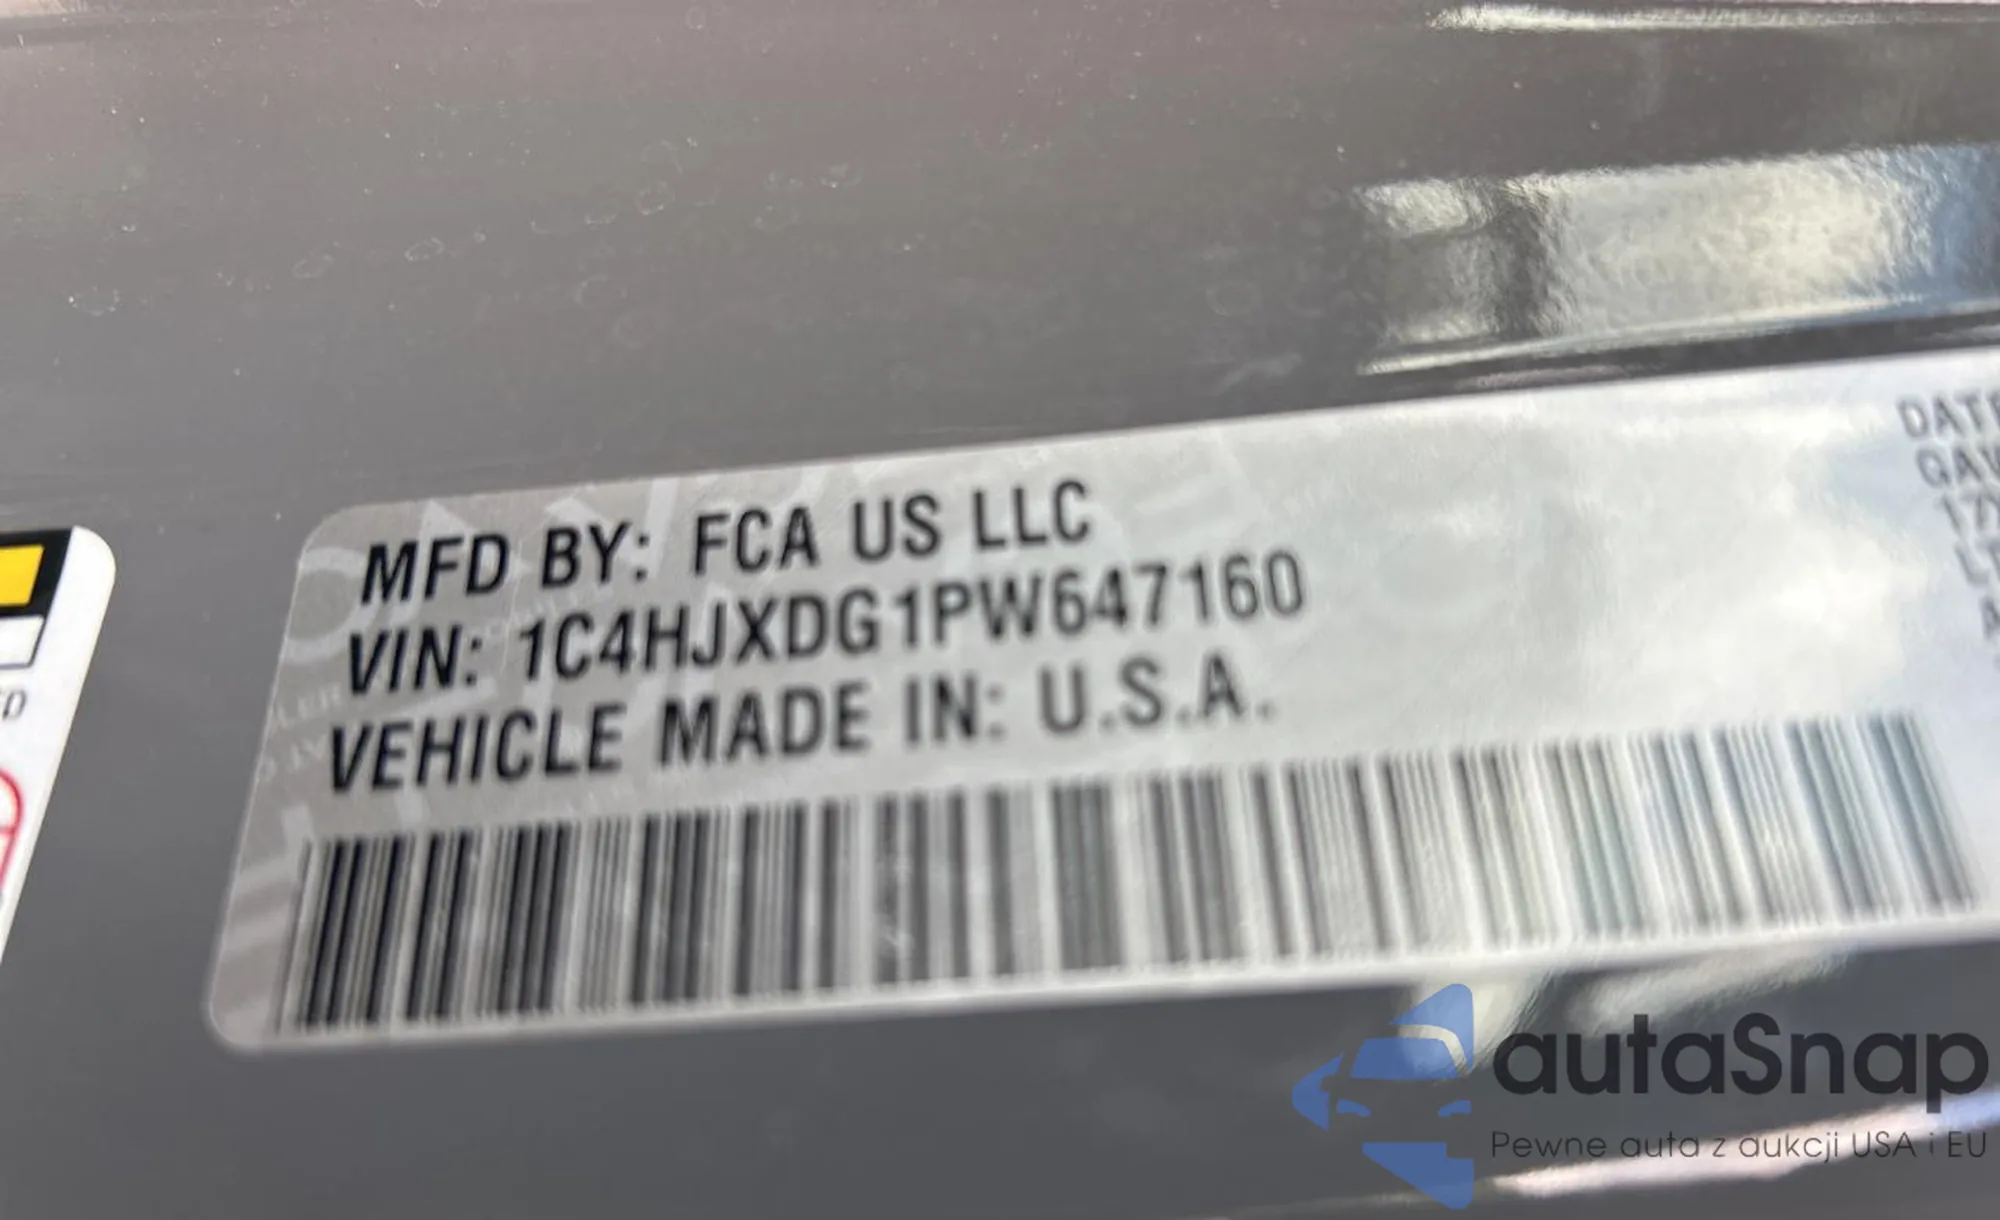 MFD BY: FCA US LLC
VIN: 1C4HJXDG1PW647160
VEHICLE MADE IN: U.S.A.
autaSnap
Pewne auta z aukcji USA i EU